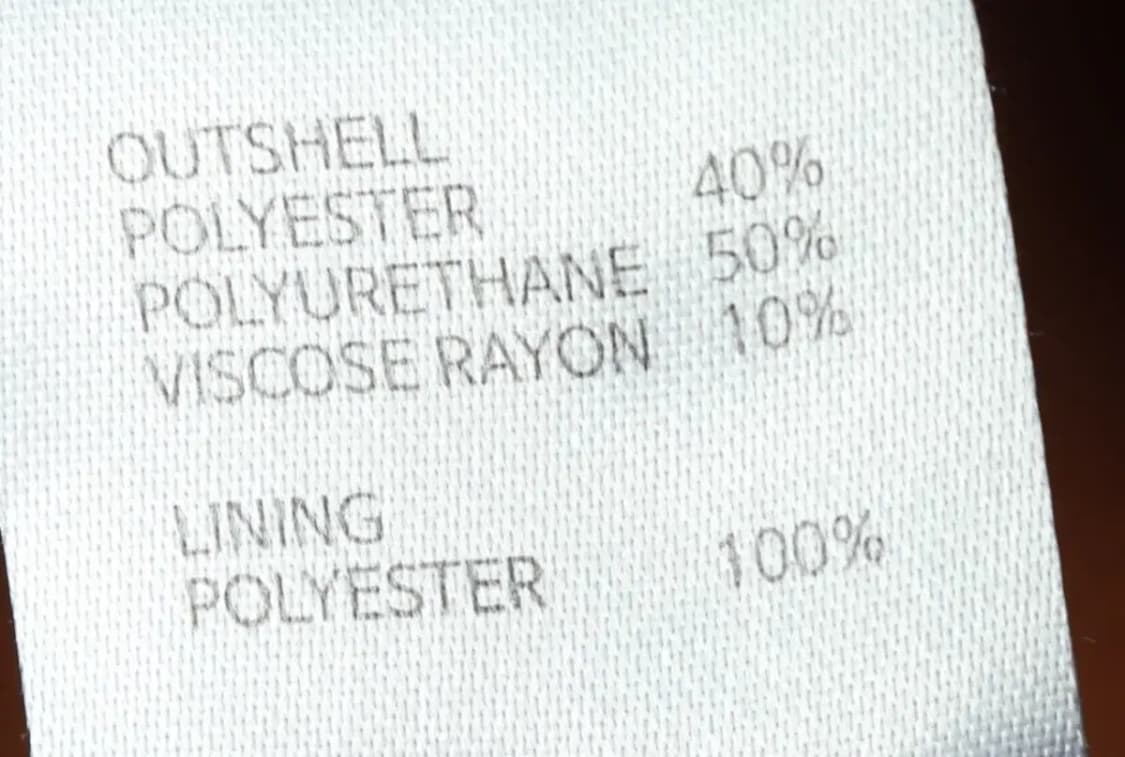 OUTSHELL
POLYESTER 40%
POLYURETHANE 50%
VISCOSE RAYON 10%
LINING
POLYESTER 100%